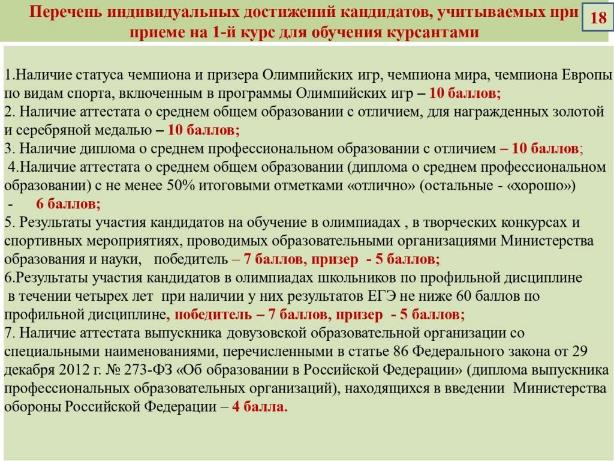 Перечень индивидуальных достижений кандидатов, учитываемых при
18
приеме на 1-й курс для обучения курсантами
1.Наличие статуса чемпиона и призера Олимпийских игр, чемпиона мира, чемпиона Европы
по видам спорта, включенным в программы Олимпийских игр – 10 баллов;
2. Наличие аттестата о среднем общем образовании с отличием, для награжденных золотой
и серебряной медалью – 10 баллов;
3. Наличие диплома о среднем профессиональном образовании с отличием – 10 баллов;
4.Наличие аттестата о среднем общем образовании (диплома о среднем профессиональном
образовании) с не менее 50% итоговыми отметками «отлично» (остальные - «хорошо»)
- 6 баллов;
5. Результаты участия кандидатов на обучение в олимпиадах , в творческих конкурсах и
спортивных мероприятиях, проводимых образовательными организациями Министерства
образования и науки, победитель – 7 баллов, призер - 5 баллов;
6.Результаты участия кандидатов в олимпиадах школьников по профильной дисциплине
в течении четырех лет при наличии у них результатов ЕГЭ не ниже 60 баллов по
профильной дисциплине, победитель – 7 баллов, призер - 5 баллов;
7. Наличие аттестата выпускника довузовской образовательной организации со
специальными наименованиями, перечисленными в статье 86 Федерального закона от 29
декабря 2012 г. № 273-ФЗ «Об образовании в Российской Федерации» (диплома выпускника
профессиональных образовательных организаций), находящихся в введении Министерства
обороны Российской Федерации – 4 балла.